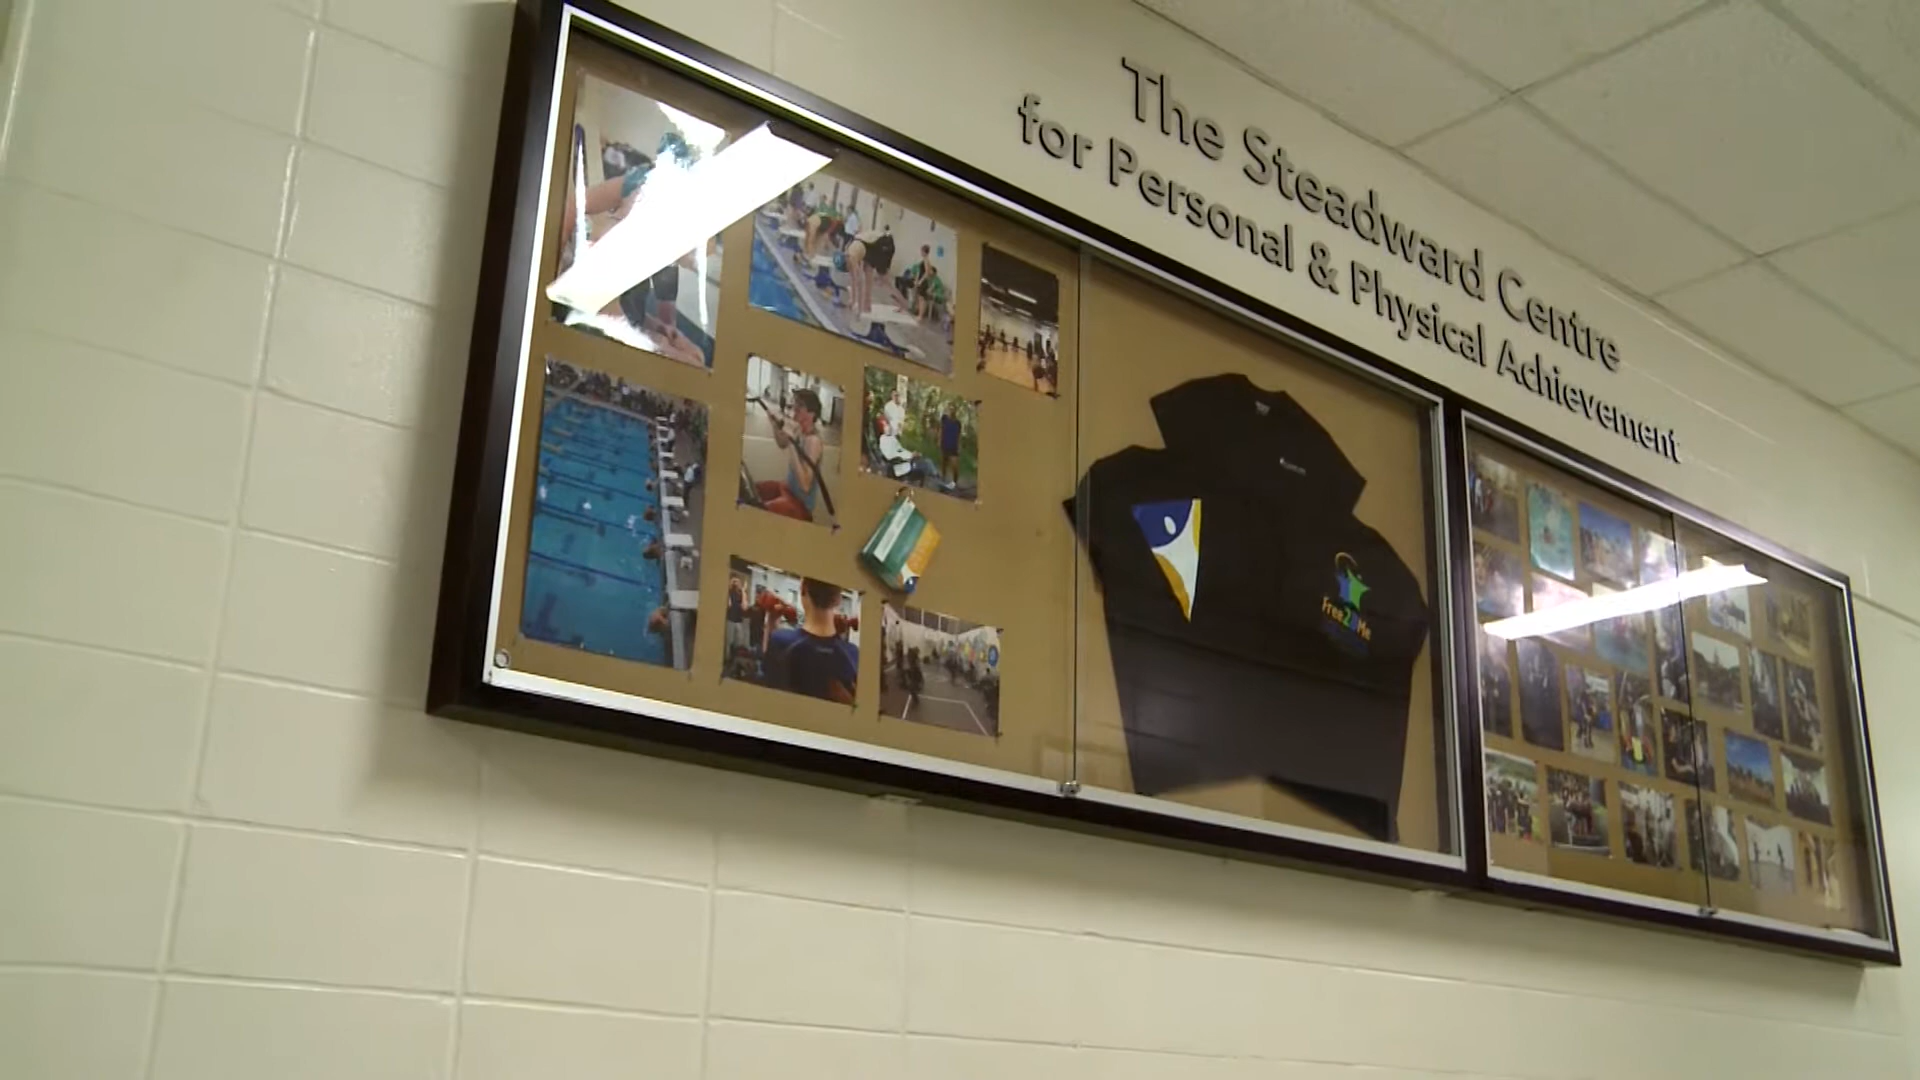 The Steadward Centre
for Personal & Physical Achievement
Free2BMe